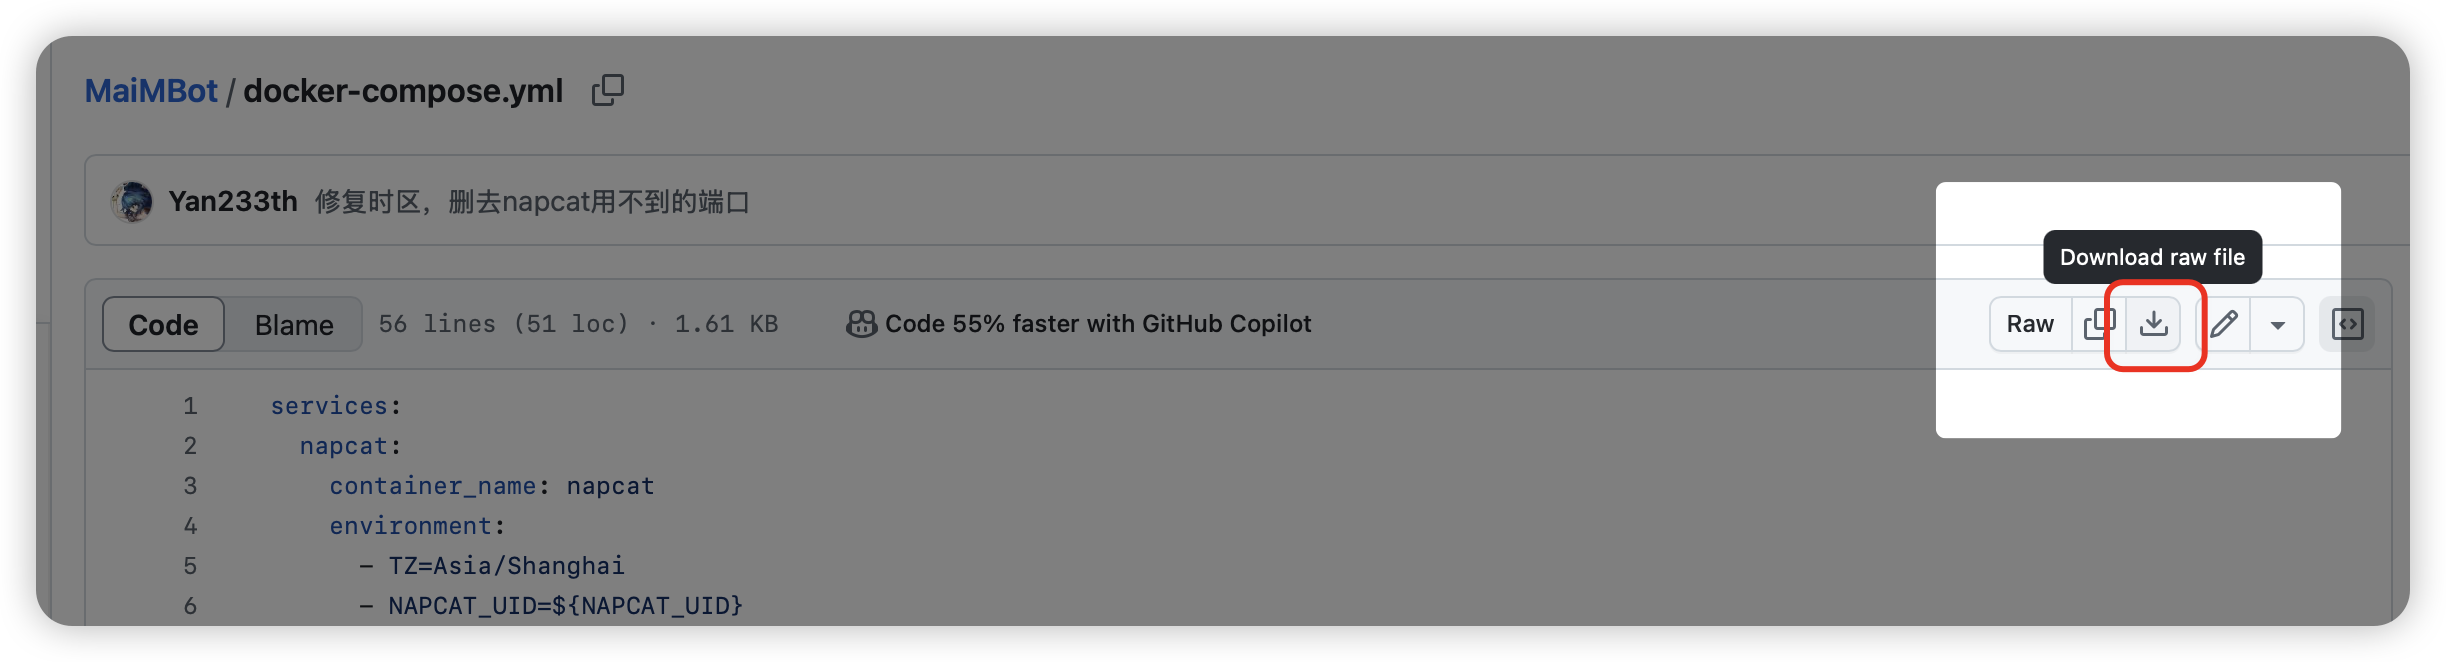 MaiMBot / docker-compose.yml
Yan233th 修复时区，删去napcat用不到的端口
Download raw file
Code Blame 56 lines (51 loc) · 1.61 KB Code 55% faster with GitHub Copilot Raw
1 services:
2 napcat:
3 container_name: napcat
4 environment:
5 - TZ=Asia/Shanghai
6 - NAPCAT_UID=${NAPCAT_UID}